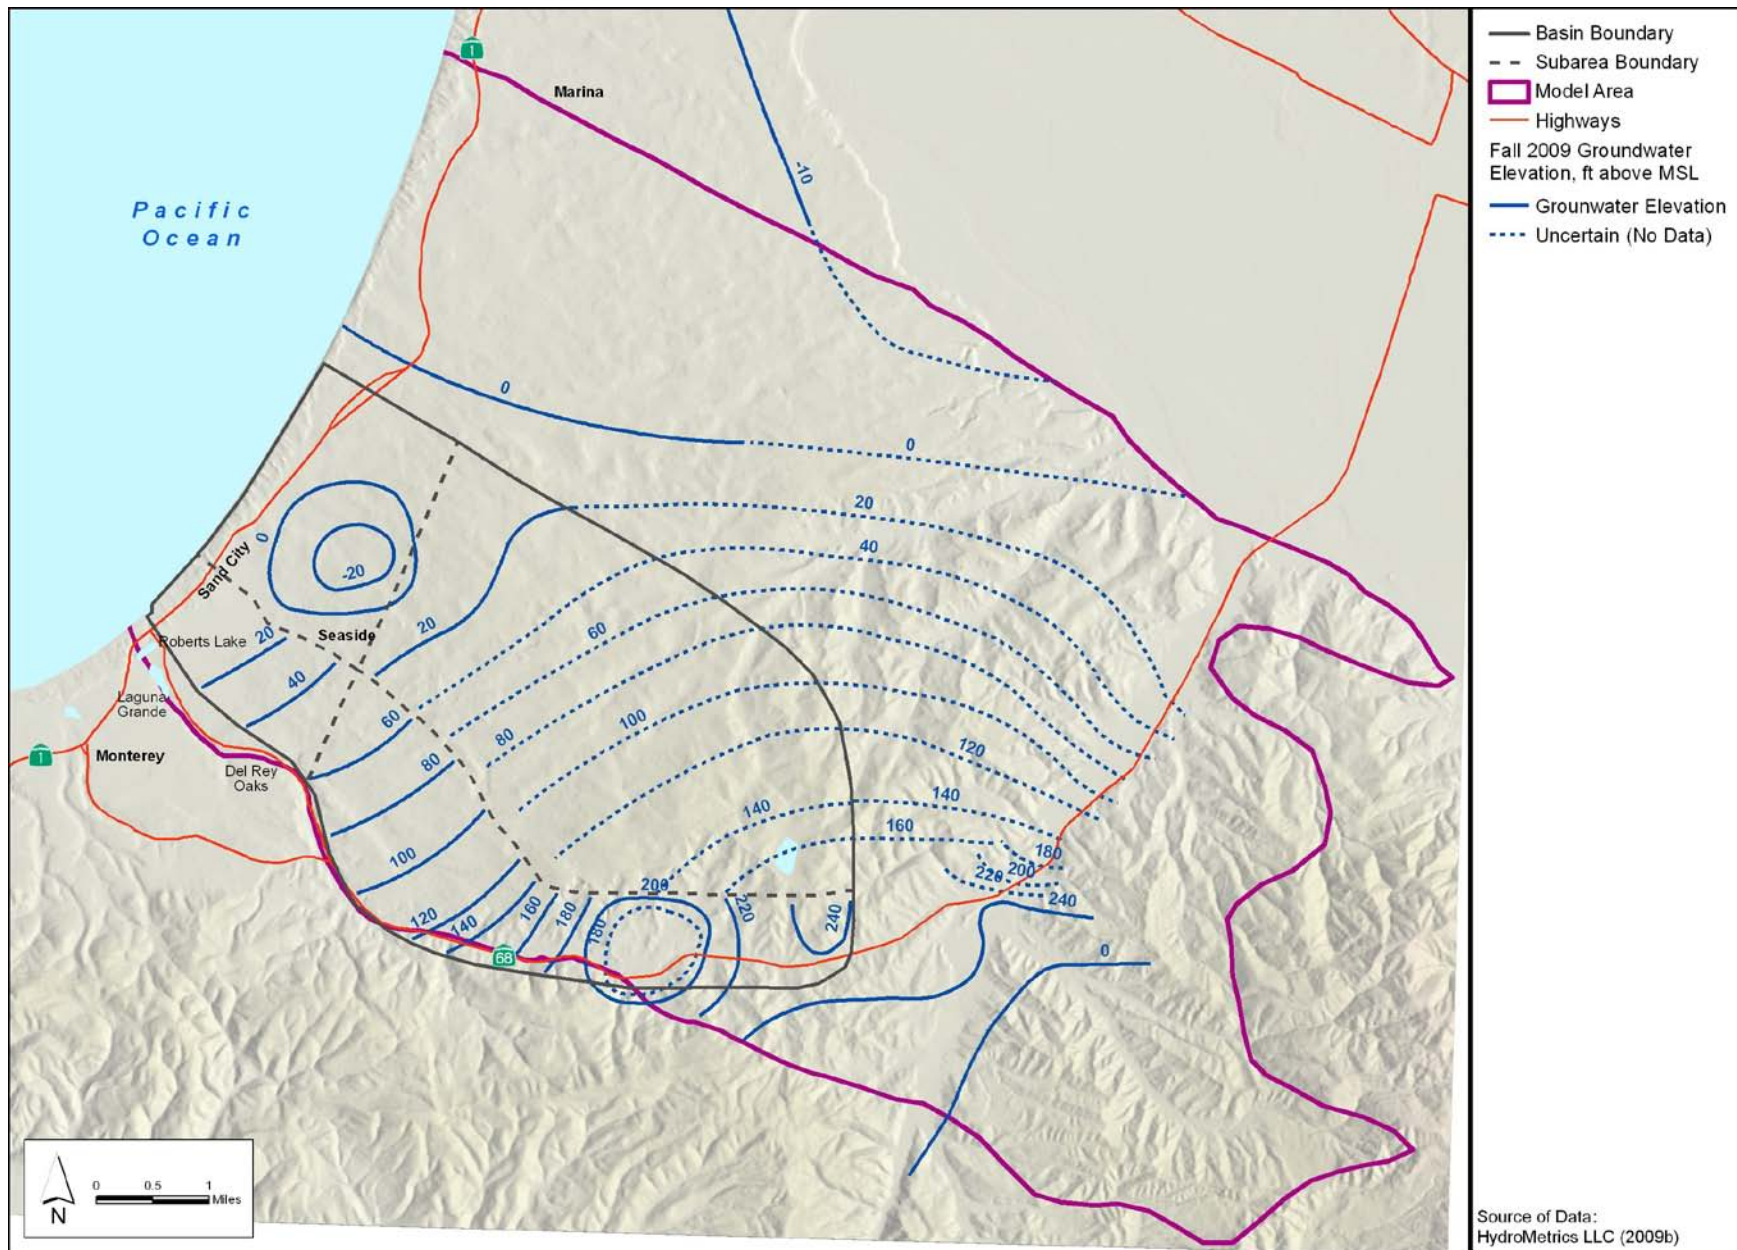 1
Marina
-10
Pacific
Ocean
0
0
20
40
0
-20
Sand City
Seaside
Roberts Lake
20
20
60
40
Laguna
Grande
60
80
100
1
Monterey
80
Del Rey
Oaks
120
140
140
160
100
180
200
220
200
240
120
140
160
180
180
220
240
68
0
0
0.5
1
Miles
N
Basin Boundary
Subarea Boundary
Model Area
Highways
Fall 2009 Groundwater
Elevation, ft above MSL
Grounwater Elevation
Uncertain (No Data)
Source of Data:
HydroMetrics LLC (2009b)